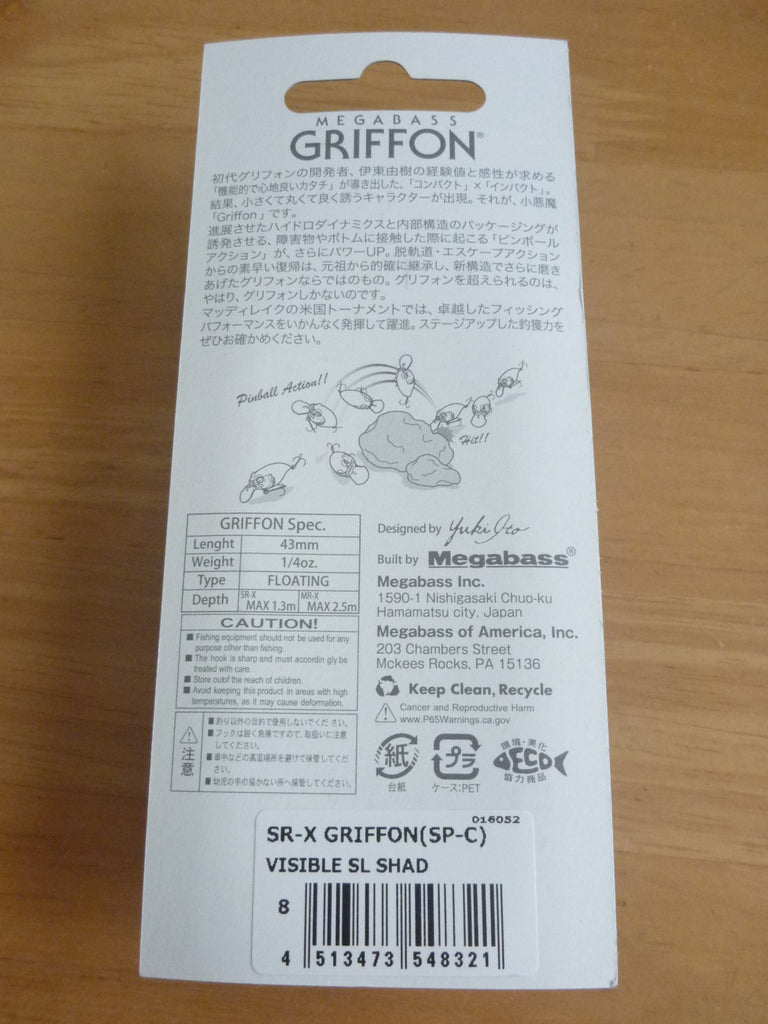 MEGABASS
GRIFFON®
初代グリフォンの開発者、伊東由樹の経験値と感性が求める
「機能的で心地良いカタチ」が導き出した、「コンパクト」×「インパクト」。
結果、小さくて丸くて良く誘うキャラクターが出現。それが、小悪魔
「Griffon」です。
進展させたハイドロダイナミクスと内部構造のパッケージングが
誘発させる、障害物やボトムに接触した際に起こる「ピンボール
アクション」が、さらにパワーUP。脱軌道・エスケープアクション
からの素早い復帰は、元祖から的確に継承し、新構造でさらに磨き
あげたグリフォンならではのもの。グリフォンを超えられるのは、
やはり、グリフォンしかないのです。
マッディレイクの米国トーナメントでは、卓越したフィッシング
パフォーマンスをいかんなく発揮して躍進。ステージアップした釣獲力を
ぜひお確かめください。
Pinball Action!!
Hit!!
GRIFFON Spec.
Lenght 43mm
Weight 1/4oz.
Type FLOATING
Depth SR-X MAX 1.3m MR-X MAX 2.5m
CAUTION!
■ Fishing equipment should not be used for any
purpose other than fishing.
■ The hook is sharp and must accordin gly be
treated with care.
■ Store outof the reach of children.
■ Avoid keeping this product in areas with high
temperatures, as it may cause deformation.
注意
■釣り以外の目的で使用しないでください。
■フックは鋭く危険ですので、取扱いに注意
してください。
■車中などの高温場所を避けて保管してくだ
さい。
■幼児の手の届かない所へ保管してください。
Designed by Yuki Ito
Built by Megabass®
Megabass Inc.
1590-1 Nishigasaki Chuo-ku
Hamamatsu city, Japan
Megabass of America, Inc.
203 Chambers Street
Mckees Rocks, PA 15136
Keep Clean, Recycle
Cancer and Reproductive Harm
www.P65Warnings.ca.gov
紙
台紙
プラ
ケース:PET
環境・美化
ECO
協力商品
016052
SR-X GRIFFON(SP-C)
VISIBLE SL SHAD
8
4 513473 548321